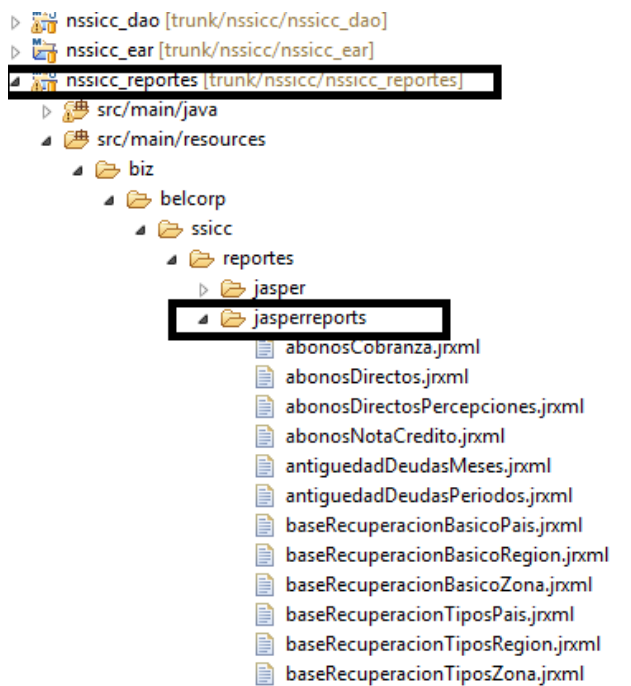 nssicc_dao [trunk/nssicc/nssicc_dao]
nssicc_ear [trunk/nssicc/nssicc_ear]
nssicc_reportes [trunk/nssicc/nssicc_reportes]
src/main/java
src/main/resources
biz
belcorp
ssicc
reportes
jasper
jasperreports
abonosCobranza.jrxml
abonosDirectos.jrxml
abonosDirectosPercepciones.jrxml
abonosNotaCredito.jrxml
antiguedadDeudasMeses.jrxml
antiguedadDeudasPeriodos.jrxml
baseRecuperacionBasicoPais.jrxml
baseRecuperacionBasicoRegion.jrxml
baseRecuperacionBasicoZona.jrxml
baseRecuperacionTiposPais.jrxml
baseRecuperacionTiposRegion.jrxml
baseRecuperacionTiposZona.jrxml